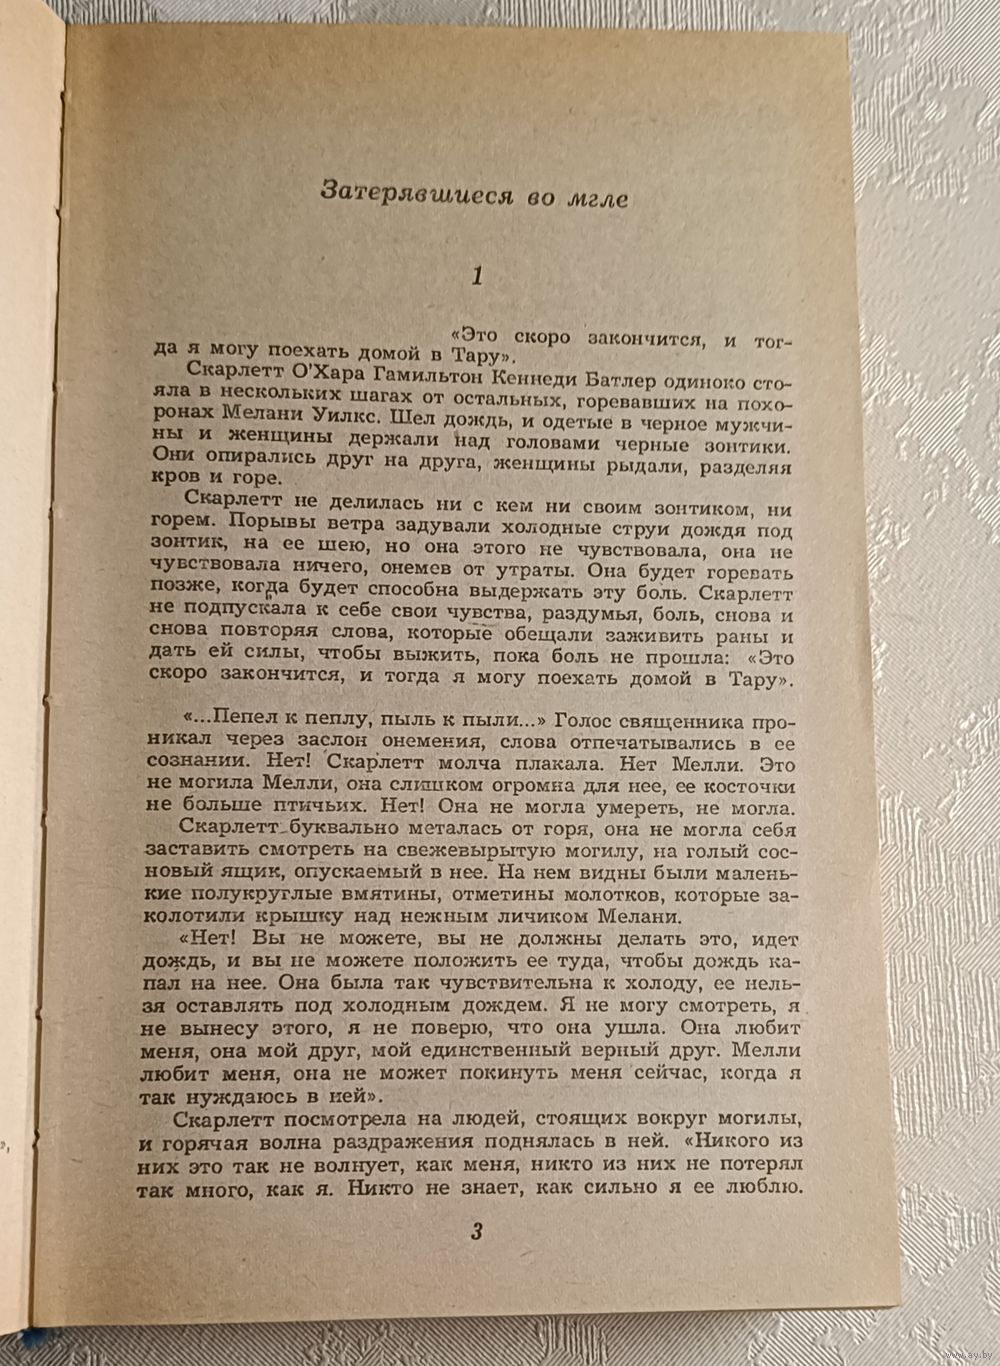 Затерявшиеся во мгле
1
«Это скоро закончится, и тог-
да я могу поехать домой в Тару».
Скарлетт О'Хара Гамильтон Кеннеди Батлер одиноко сто-
яла в нескольких шагах от остальных, горевавших на похо-
ронах Мелани Уилкс. Шел дождь, и одетые в черное мужчи-
ны и женщины держали над головами черные зонтики.
Они опирались друг на друга, женщины рыдали, разделяя
кров и горе.
Скарлетт не делилась ни с кем ни своим зонтиком, ни
горем. Порывы ветра задували холодные струи дождя под
зонтик, на ее шею, но она этого не чувствовала, она не
чувствовала ничего, онемев от утраты. Она будет горевать
позже, когда будет способна выдержать эту боль. Скарлетт
не подпускала к себе свои чувства, раздумья, боль, снова и
снова повторяя слова, которые обещали заживить раны и
дать ей силы, чтобы выжить, пока боль не прошла: «Это
скоро закончится, и тогда я могу поехать домой в Тару».
«...Пепел к пеплу, пыль к пыли...» Голос священника про-
никал через заслон онемения, слова отпечатывались в ее
сознании. Нет! Скарлетт молча плакала. Нет Мелли. Это
не могила Мелли, она слишком огромна для нее, ее косточки
не больше птичьих. Нет! Она не могла умереть, не могла.
Скарлетт буквально металась от горя, она не могла себя
заставить смотреть на свежевырытую могилу, на голый сос-
новый ящик, опускаемый в нее. На нем видны были малень-
кие полукруглые вмятины, отметины молотков, которые за-
колотили крышку над нежным личиком Мелани.
«Нет! Вы не можете, вы не должны делать это, идет
дождь, и вы не можете положить ее туда, чтобы дождь ка-
пал на нее. Она была так чувствительна к холоду, ее нель-
зя оставлять под холодным дождем. Я не могу смотреть, я
не вынесу этого, я не поверю, что она ушла. Она любит
меня, она мой друг, мой единственный верный друг. Мелли
любит меня, она не может покинуть меня сейчас, когда я
так нуждаюсь в ней».
Скарлетт посмотрела на людей, стоящих вокруг могилы,
и горячая волна раздражения поднялась в ней. «Никого из
них это так не волнует, как меня, никто из них не потерял
так много, как я. Никто не знает, как сильно я ее люблю.
3
»,
www.ay.by